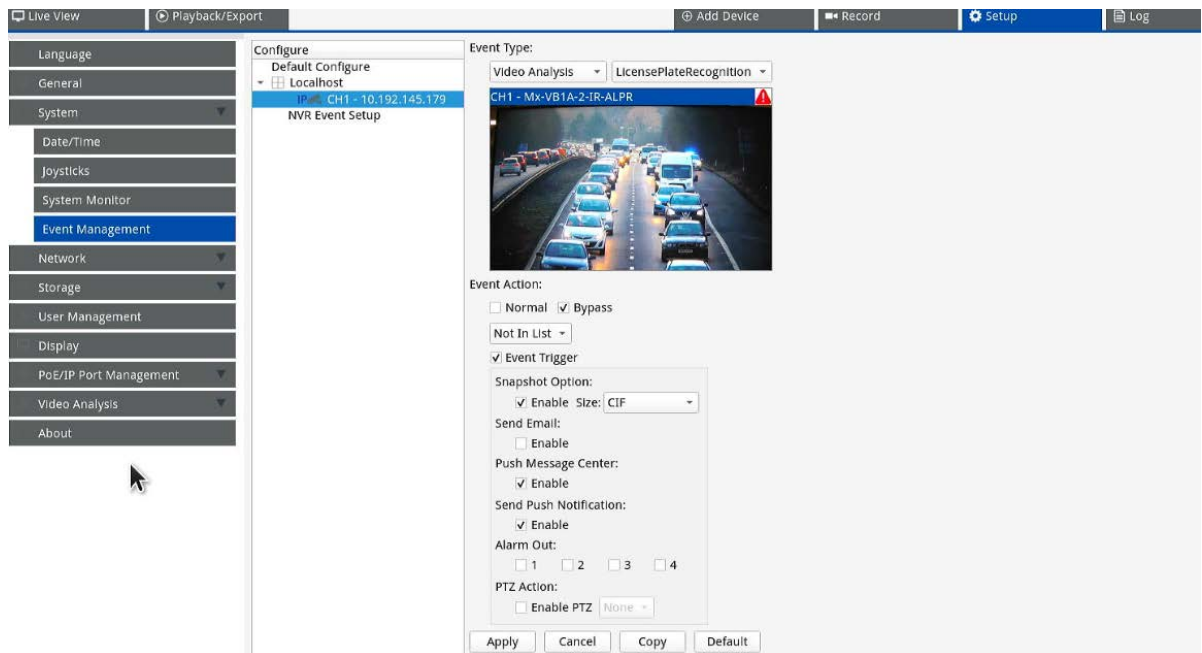 Live View
Playback/Export
Add Device
Record
Setup
Log
Language
General
System
Date/Time
Joysticks
System Monitor
Event Management
Network
Storage
User Management
Display
PoE/IP Port Management
Video Analysis
About
Configure
Default Configure
Localhost
IP CH1 - 10.192.145.179
NVR Event Setup
Event Type:
Video Analysis LicensePlateRecognition
CH1 - Mx-VB1A-2-IR-ALPR
Event Action:
Normal Bypass
Not In List
Event Trigger
Snapshot Option:
Enable Size: CIF
Send Email:
Enable
Push Message Center:
Enable
Send Push Notification:
Enable
Alarm Out:
1 2 3 4
PTZ Action:
Enable PTZ None
Apply Cancel Copy Default